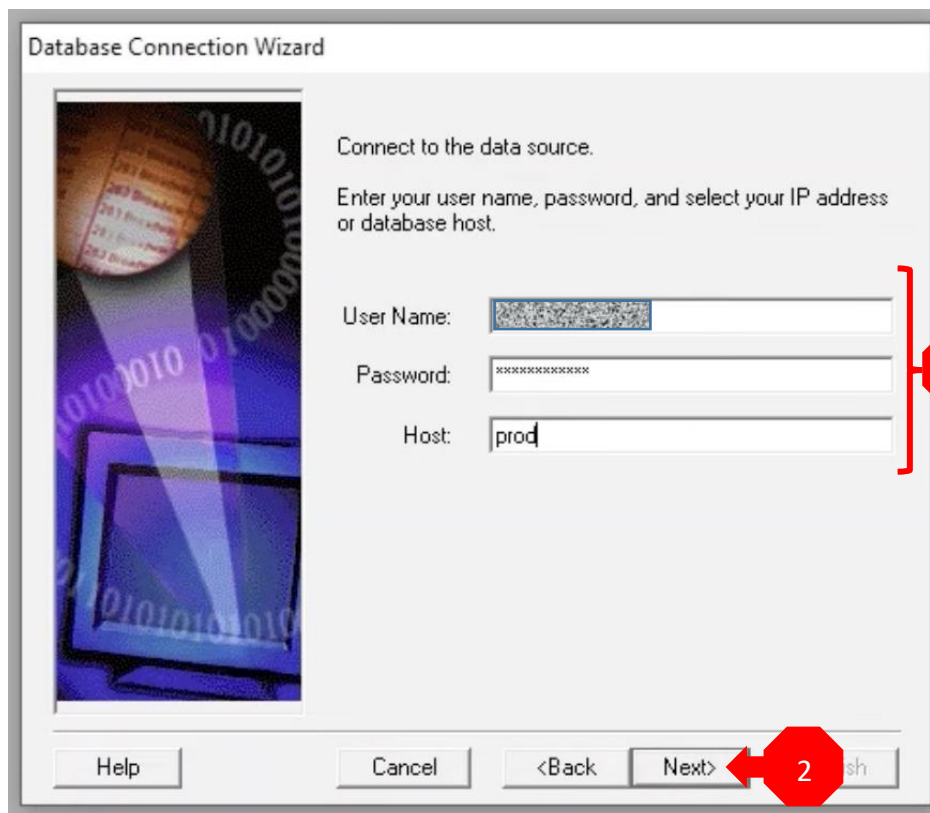 Database Connection Wizard
Connect to the data source.
Enter your user name, password, and select your IP address
or database host.
User Name:
Password: ************
Host: prod
Help Cancel <Back Next> 2